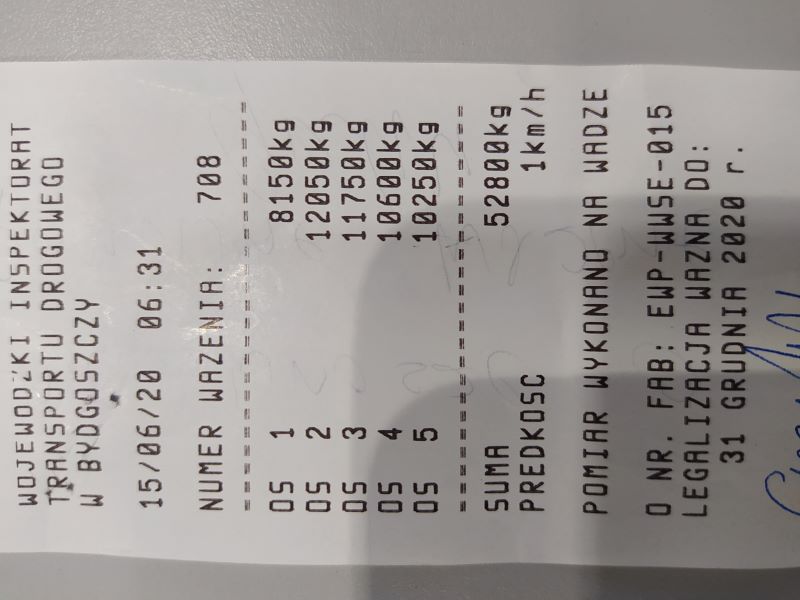 WOJEWODZKI INSPEKTORAT
TRANSPORTU DROGOWEGO
W BYDGOSZCZY
15/06/20 06:31
NUMER WAZENIA: 708
========================
OS 1 8150kg
OS 2 12050kg
OS 3 11750kg
OS 4 10600kg
OS 5 10250kg
========================
SUMA 52800kg
PREDKOSC 1km/h
POMIAR WYKONANO NA WADZE
O NR. FAB: EWP-WWSE-015
LEGALIZACJA WAZNA DO:
31 GRUDNIA 2020 r.